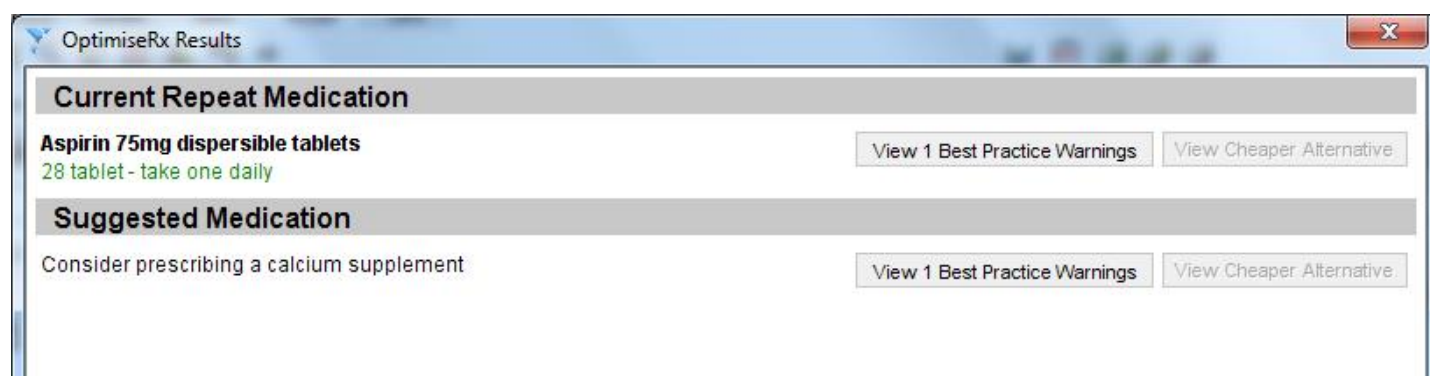 OptimiseRx Results
X
Current Repeat Medication
Aspirin 75mg dispersible tablets
View 1 Best Practice Warnings
View Cheaper Alternative
28 tablet - take one daily
Suggested Medication
Consider prescribing a calcium supplement
View 1 Best Practice Warnings
View Cheaper Alternative